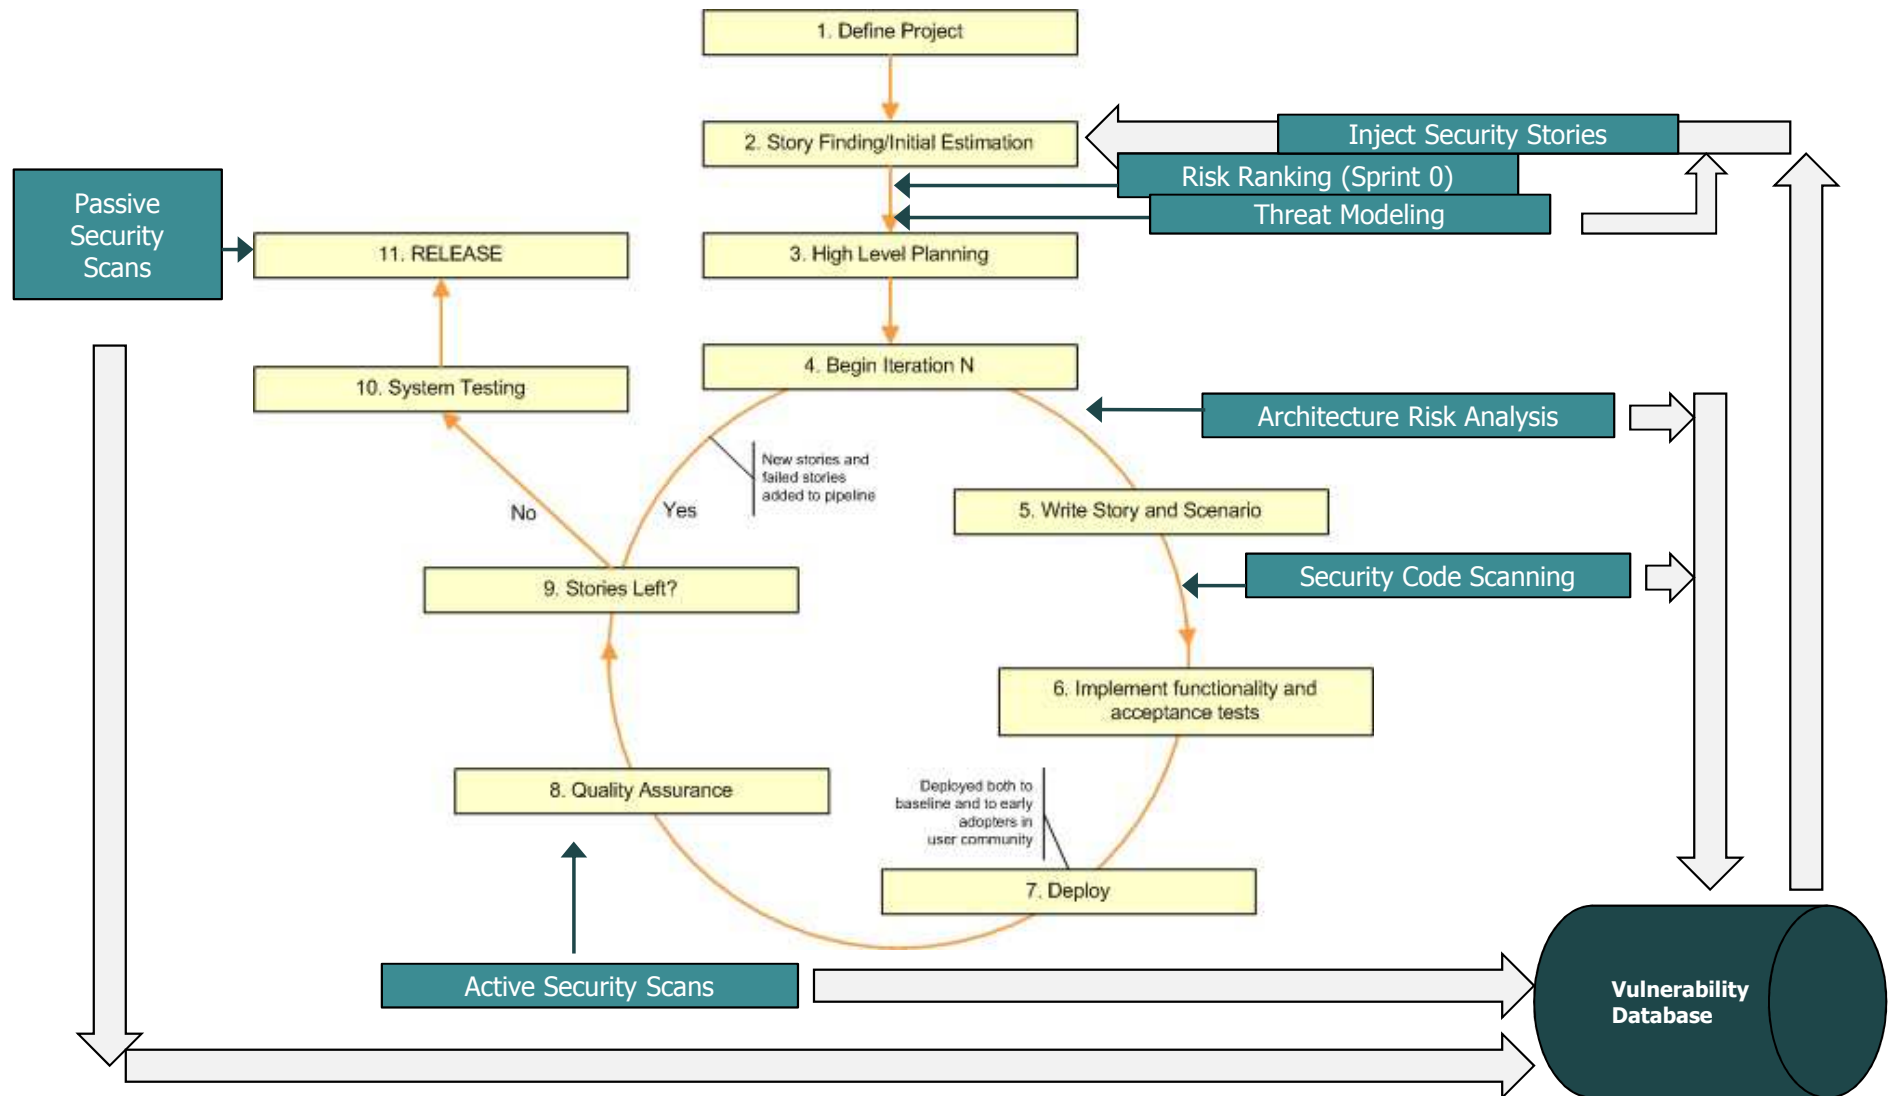 1. Define Project
2. Story Finding/Initial Estimation
Inject Security Stories
Risk Ranking (Sprint 0)
Threat Modeling
Passive
Security
Scans
11. RELEASE
3. High Level Planning
4. Begin Iteration N
10. System Testing
Architecture Risk Analysis
New stories and
failed stories
added to pipeline
No
Yes
5. Write Story and Scenario
9. Stories Left?
Security Code Scanning
6. Implement functionality and
acceptance tests
8. Quality Assurance
Deployed both to
baseline and to early
adopters in
user community
7. Deploy
Active Security Scans
Vulnerability
Database